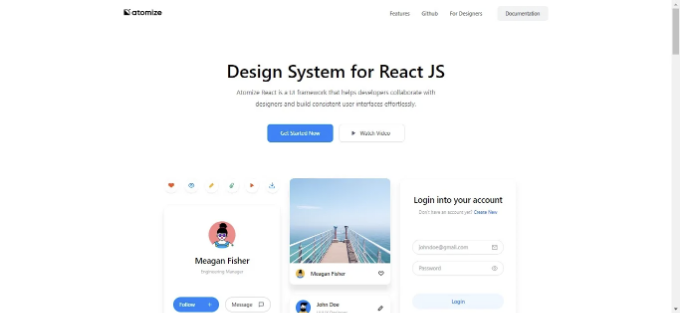 atomize
Features
Github
For Designers
Documentation
Design System for React JS
Atomize React is a UI framework that helps developers collaborate with
designers and build consistent user interfaces effortlessly.
Get Started Now
Watch Video
Meagan Fisher
Engineering Manager
Follow
Message
Meagan Fisher
John Doe
Login into your account
Don't have an account yet? Create New
johndoe@gmail.com
Password
Login